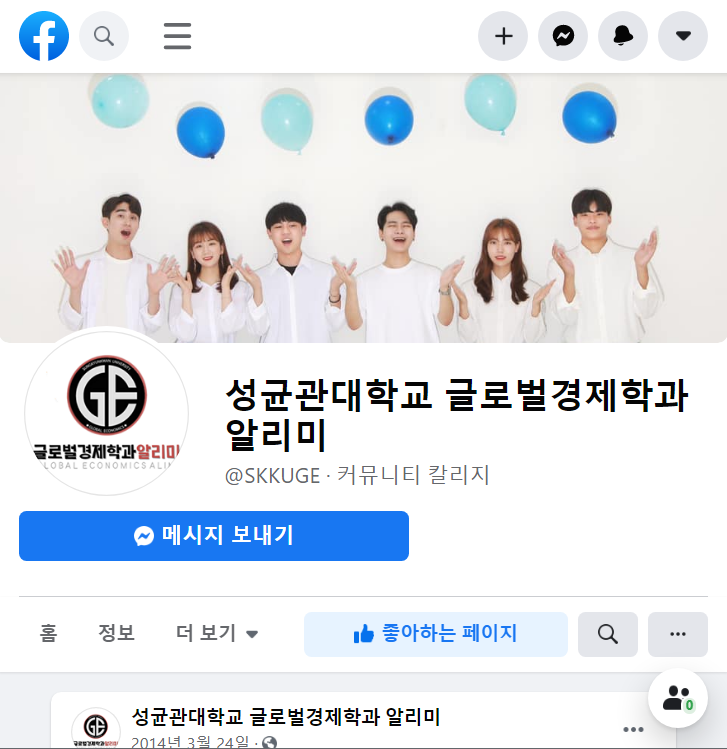 GE
SUNGKYUNKWAN UNIVERSITY
GLOBAL ECONOMICS
글로벌경제학과알리미
LOBAL ECONOMICS ALIM
성균관대학교 글로벌경제학과
알리미
@SKKUGE · 커뮤니티 칼리지
메시지 보내기
홈 정보 더 보기 좋아하는 페이지
0
성균관대학교 글로벌경제학과 알리미
2014년 3월 24일 ·